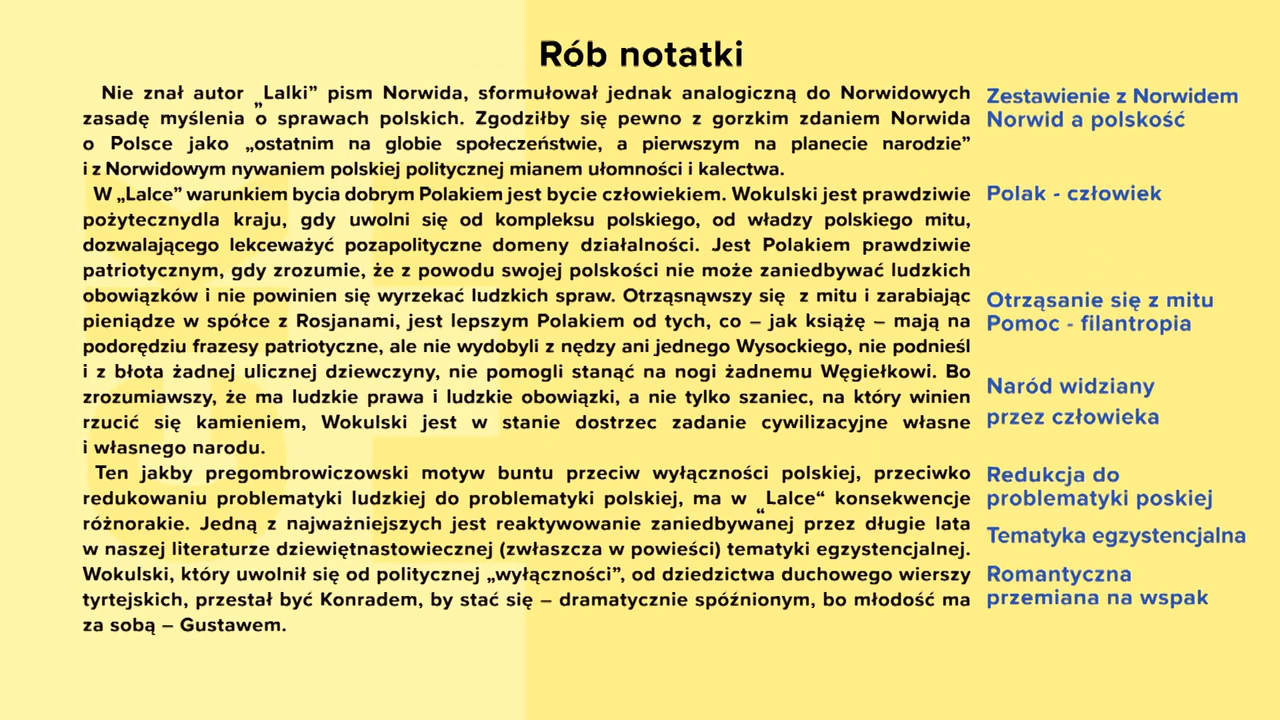 Rób notatki
Nie znał autor „Lalki” pism Norwida, sformułował jednak analogiczną do Norwidowych
zasadę myślenia o sprawach polskich. Zgodziłby się pewno z gorzkim zdaniem Norwida
o Polsce jako „ostatnim na globie społeczeństwie, a pierwszym na planecie narodzie”
i z Norwidowym nywaniem polskiej politycznej mianem ułomności i kalectwa.
W „Lalce” warunkiem bycia dobrym Polakiem jest bycie człowiekiem. Wokulski jest prawdziwie
pożytecznydla kraju, gdy uwolni się od kompleksu polskiego, od władzy polskiego mitu,
dozwalającego lekceważyć pozapolityczne domeny działalności. Jest Polakiem prawdziwie
patriotycznym, gdy zrozumie, że z powodu swojej polskości nie może zaniedbywać ludzkich
obowiązków i nie powinien się wyrzekać ludzkich spraw. Otrząsnąwszy się z mitu i zarabiając
pieniądze w spółce z Rosjanami, jest lepszym Polakiem od tych, co – jak książę – mają na
podorędziu frazesy patriotyczne, ale nie wydobyli z nędzy ani jednego Wysockiego, nie podnieśl
i z błota żadnej ulicznej dziewczyny, nie pomogli stanąć na nogi żadnemu Węgiełkowi. Bo
zrozumiawszy, że ma ludzkie prawa i ludzkie obowiązki, a nie tylko szaniec, na który winien
rzucić się kamieniem, Wokulski jest w stanie dostrzec zadanie cywilizacyjne własne
i własnego narodu.
Ten jakby pregombrowiczowski motyw buntu przeciw wyłączności polskiej, przeciwko
redukowaniu problematyki ludzkiej do problematyki polskiej, ma w „Lalce“ konsekwencje
różnorakie. Jedną z najważniejszych jest reaktywowanie zaniedbywanej przez długie lata
w naszej literaturze dziewiętnastowiecznej (zwłaszcza w powieści) tematyki egzystencjalnej.
Wokulski, który uwolnił się od politycznej „wyłączności”, od dziedzictwa duchowego wierszy
tyrtejskich, przestał być Konradem, by stać się – dramatycznie spóźnionym, bo młodość ma
za sobą – Gustawem.
Zestawienie z Norwidem
Norwid a polskość
Polak - człowiek
Otrząsanie się z mitu
Pomoc - filantropia
Naród widziany
przez człowieka
Redukcja do
problematyki poskiej
Tematyka egzystencjalna
Romantyczna
przemiana na wspak